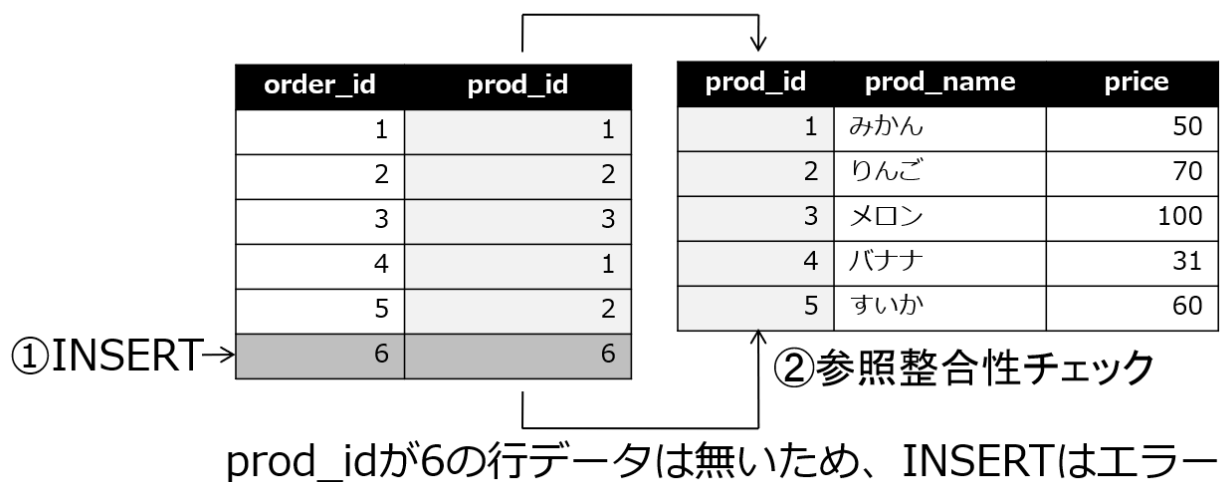 order_id prod_id
1 1
2 2
3 3
4 1
5 2
①INSERT→ 6 6
prod_id prod_name price
1 みかん 50
2 りんご 70
3 メロン 100
4 バナナ 31
5 すいか 60
②参照整合性チェック
prod_idが6の行データは無いため、INSERTはエラー